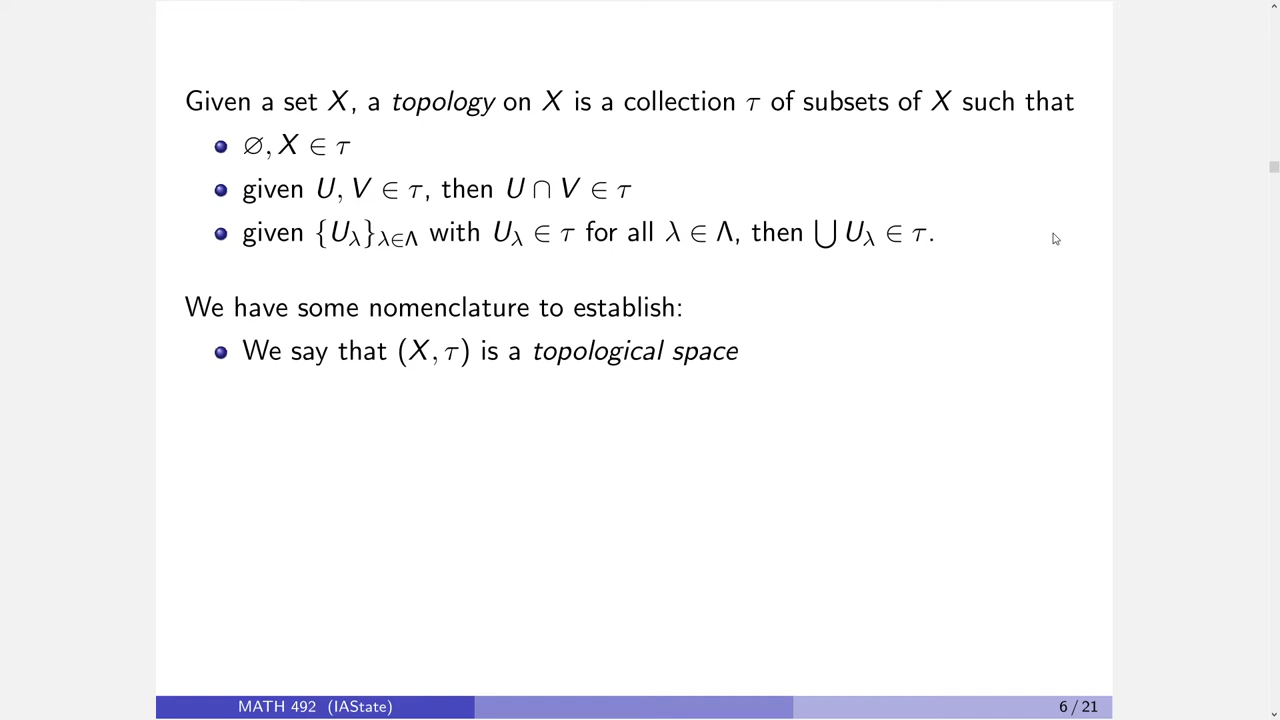 Given a set X, a topology on X is a collection τ of subsets of X such that
∅, X ∈ τ
given U, V ∈ τ, then U ∩ V ∈ τ
given {U_λ}_{λ∈Λ} with U_λ ∈ τ for all λ ∈ Λ, then ⋃ U_λ ∈ τ.
We have some nomenclature to establish:
We say that (X, τ) is a topological space
MATH 492 (IAState)
6 / 21